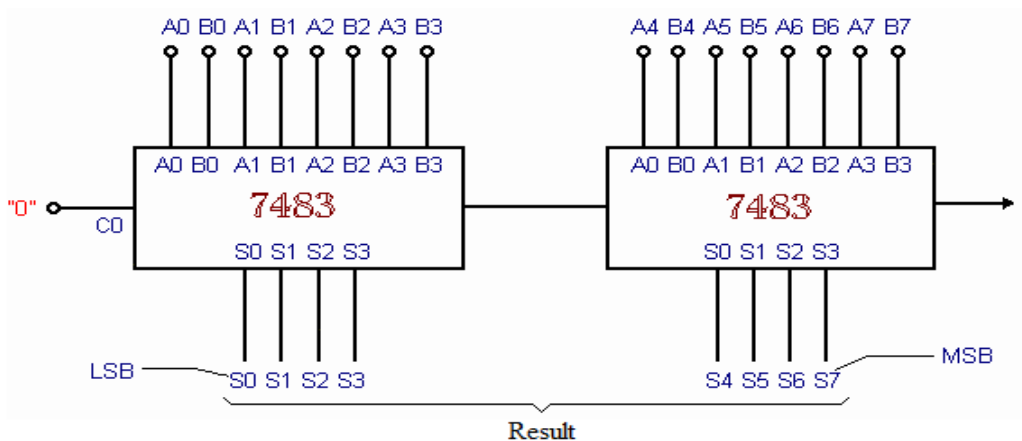 A0 B0 A1 B1 A2 B2 A3 B3
A4 B4 A5 B5 A6 B6 A7 B7
A0 B0 A1 B1 A2 B2 A3 B3
A0 B0 A1 B1 A2 B2 A3 B3
"0"
C0
7483
7483
S0 S1 S2 S3
S0 S1 S2 S3
LSB
S0 S1 S2 S3
S4 S5 S6 S7
MSB
Result